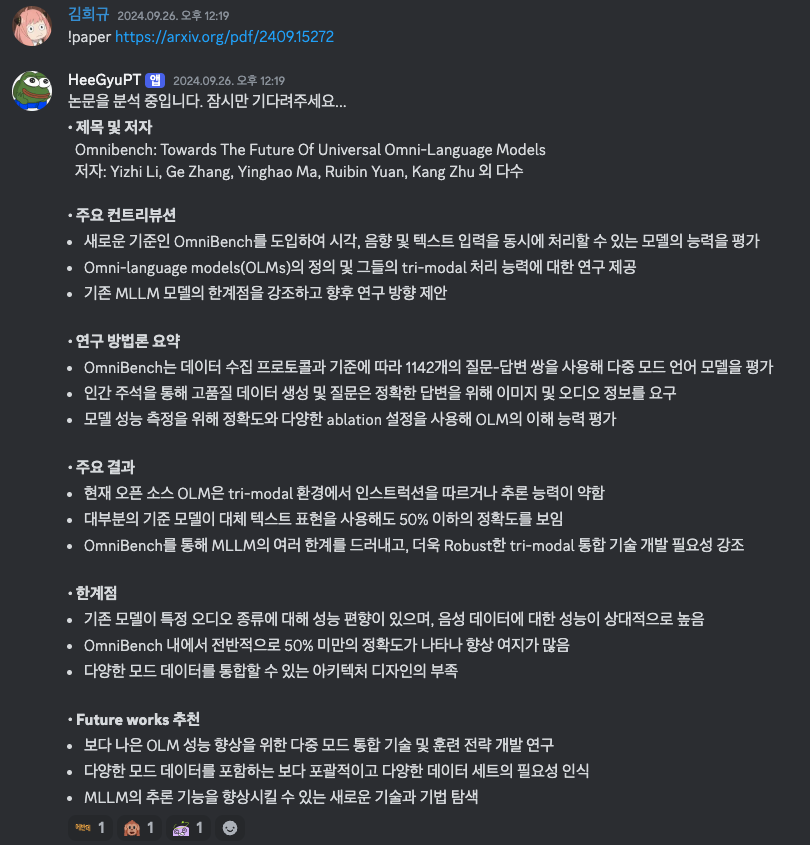 김희규 2024.09.26. 오후 12:19
!paper https://arxiv.org/pdf/2409.15272
HeeGyuPT 앱 2024.09.26. 오후 12:19
논문을 분석 중입니다. 잠시만 기다려주세요...
• 제목 및 저자
Omnibench: Towards The Future Of Universal Omni-Language Models
저자: Yizhi Li, Ge Zhang, Yinghao Ma, Ruibin Yuan, Kang Zhu 외 다수
• 주요 컨트리뷰션
• 새로운 기준인 OmniBench를 도입하여 시각, 음향 및 텍스트 입력을 동시에 처리할 수 있는 모델의 능력을 평가
• Omni-language models(OLMs)의 정의 및 그들의 tri-modal 처리 능력에 대한 연구 제공
• 기존 MLLM 모델의 한계점을 강조하고 향후 연구 방향 제안
• 연구 방법론 요약
• OmniBench는 데이터 수집 프로토콜과 기준에 따라 1142개의 질문-답변 쌍을 사용해 다중 모드 언어 모델을 평가
• 인간 주석을 통해 고품질 데이터 생성 및 질문은 정확한 답변을 위해 이미지 및 오디오 정보를 요구
• 모델 성능 측정을 위해 정확도와 다양한 ablation 설정을 사용해 OLM의 이해 능력 평가
• 주요 결과
• 현재 오픈 소스 OLM은 tri-modal 환경에서 인스트럭션을 따르거나 추론 능력이 약함
• 대부분의 기준 모델이 대체 텍스트 표현을 사용해도 50% 이하의 정확도를 보임
• OmniBench를 통해 MLLM의 여러 한계를 드러내고, 더욱 Robust한 tri-modal 통합 기술 개발 필요성 강조
• 한계점
• 기존 모델이 특정 오디오 종류에 대해 성능 편향이 있으며, 음성 데이터에 대한 성능이 상대적으로 높음
• OmniBench 내에서 전반적으로 50% 미만의 정확도가 나타나 향상 여지가 많음
• 다양한 모드 데이터를 통합할 수 있는 아키텍처 디자인의 부족
• Future works 추천
• 보다 나은 OLM 성능 향상을 위한 다중 모드 통합 기술 및 훈련 전략 개발 연구
• 다양한 모드 데이터를 포함하는 보다 포괄적이고 다양한 데이터 세트의 필요성 인식
• MLLM의 추론 기능을 향상시킬 수 있는 새로운 기술과 기법 탐색
1 1 1